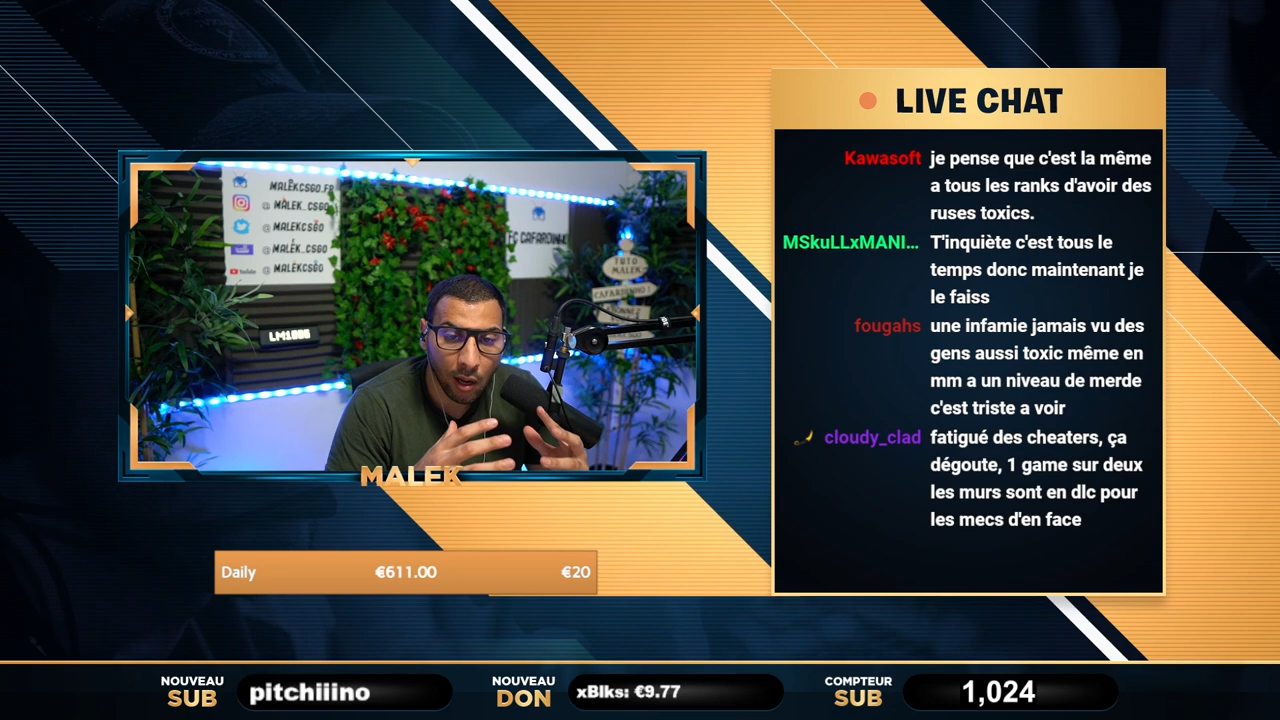 LIVE CHAT
Kawasoft je pense que c'est la même
a tous les ranks d'avoir des
ruses toxics.
MSkuLLxMANI... T'inquiète c'est tous le
temps donc maintenant je
le faiss
fougahs une infamie jamais vu des
gens aussi toxic même en
mm a un niveau de merde
c'est triste a voir
cloudy_clad fatigué des cheaters, ça
dégoute, 1 game sur deux
les murs sont en dlc pour
les mecs d'en face
MALEKCSGO.FR
@ MALEK_CSGO
@ MALEKCSGO
@ MALEK_CSGO
YouTube @ MALEKCSGO
LM1886
TUTO
MALEK
MALEK
Daily €611.00 €20
NOUVEAU
SUB
pitchiiino
NOUVEAU
DON
xBlks: €9.77
COMPTEUR
SUB
1,024